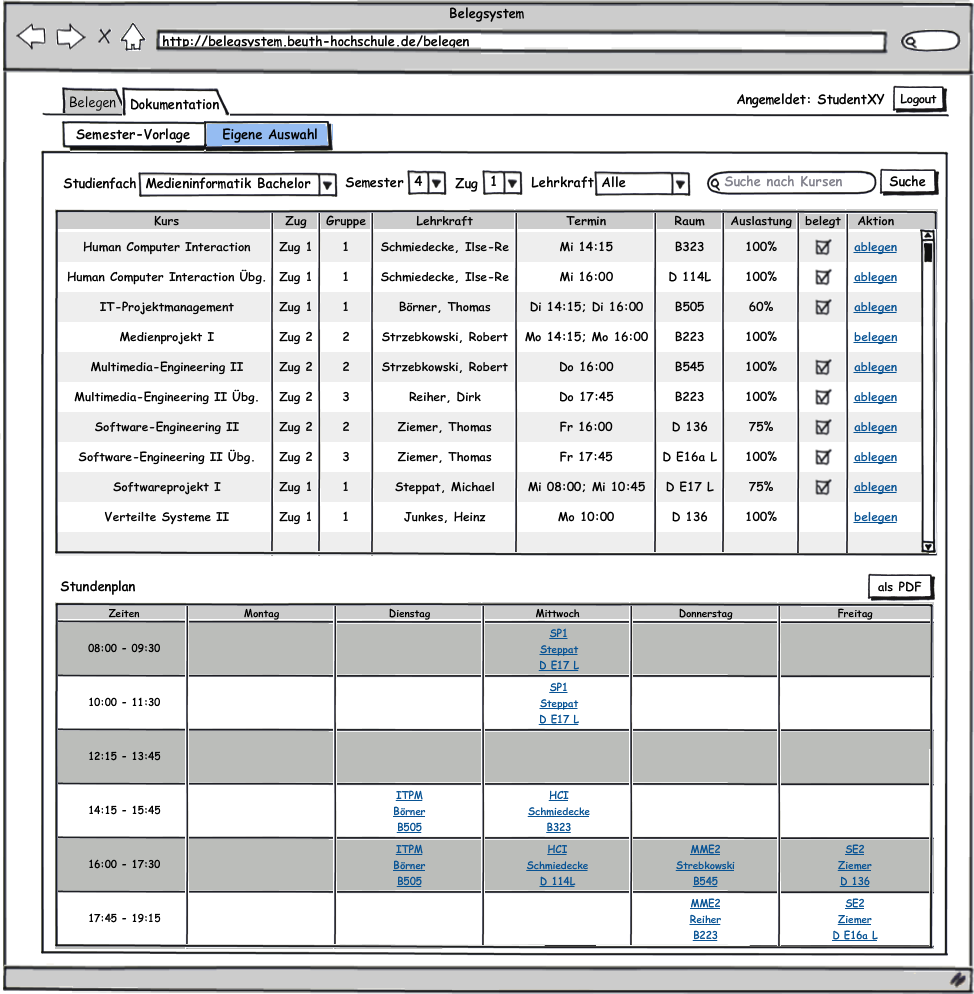 Belegsystem
http://belegsystem.beuth-hochschule.de/belegen
Belegen Dokumentation Angemeldet: StudentXY Logout
Semester-Vorlage Eigene Auswahl
Studienfach Medieninformatik Bachelor Semester 4 Zug 1 Lehrkraft Alle Suche nach Kursen Suche
Kurs Zug Gruppe Lehrkraft Termin Raum Auslastung belegt Aktion
Human Computer Interaction Zug 1 1 Schmiedecke, Ilse-Re Mi 14:15 B323 100% ablegen
Human Computer Interaction Übg. Zug 1 1 Schmiedecke, Ilse-Re Mi 16:00 D 114L 100% ablegen
IT-Projektmanagement Zug 1 1 Börner, Thomas Di 14:15; Di 16:00 B505 60% ablegen
Medienprojekt I Zug 2 2 Strzebkowski, Robert Mo 14:15; Mo 16:00 B223 100% belegen
Multimedia-Engineering II Zug 2 2 Strzebkowski, Robert Do 16:00 B545 100% ablegen
Multimedia-Engineering II Übg. Zug 2 3 Reiher, Dirk Do 17:45 B223 100% ablegen
Software-Engineering II Zug 2 2 Ziemer, Thomas Fr 16:00 D 136 75% ablegen
Software-Engineering II Übg. Zug 2 3 Ziemer, Thomas Fr 17:45 D E16a L 100% ablegen
Softwareprojekt I Zug 1 1 Steppat, Michael Mi 08:00; Mi 10:45 D E17 L 75% ablegen
Verteilte Systeme II Zug 1 1 Junkes, Heinz Mo 10:00 D 136 100% belegen
Stundenplan als PDF
Zeiten Montag Dienstag Mittwoch Donnerstag Freitag
08:00 - 09:30 SP1
Steppat
D E17 L
10:00 - 11:30 SP1
Steppat
D E17 L
12:15 - 13:45
14:15 - 15:45 ITPM HCI
Börner Schmiedecke
B505 B323
16:00 - 17:30 ITPM HCI MME2 SE2
Börner Schmiedecke Strebkowski Ziemer
B505 D 114L B545 D 136
17:45 - 19:15 MME2 SE2
Reiher Ziemer
B223 D E16a L